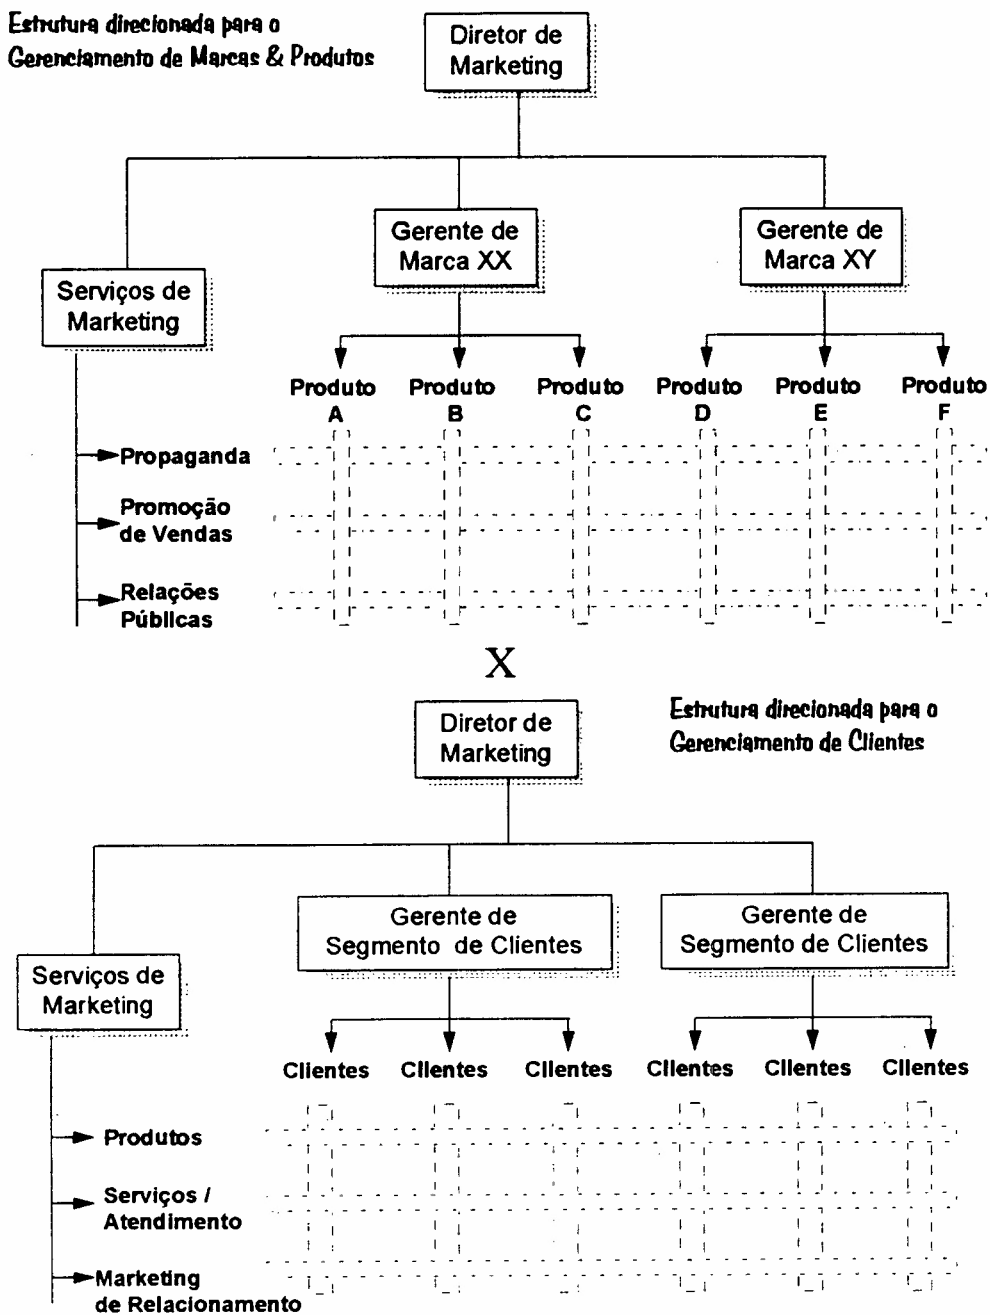 Estrutura direcionada para o
Gerenciamento de Marcas & Produtos
Diretor de
Marketing
Gerente de
Marca XX
Gerente de
Marca XY
Serviços de
Marketing
Produto
A
Produto
B
Produto
C
Produto
D
Produto
E
Produto
F
Propaganda
Promoção
de Vendas
Relações
Públicas
X
Diretor de
Marketing
Estrutura direcionada para o
Gerenciamento de Clientes
Gerente de
Segmento de Clientes
Gerente de
Segmento de Clientes
Serviços de
Marketing
Clientes
Clientes
Clientes
Clientes
Clientes
Clientes
Produtos
Serviços /
Atendimento
Marketing
de Relacionamento